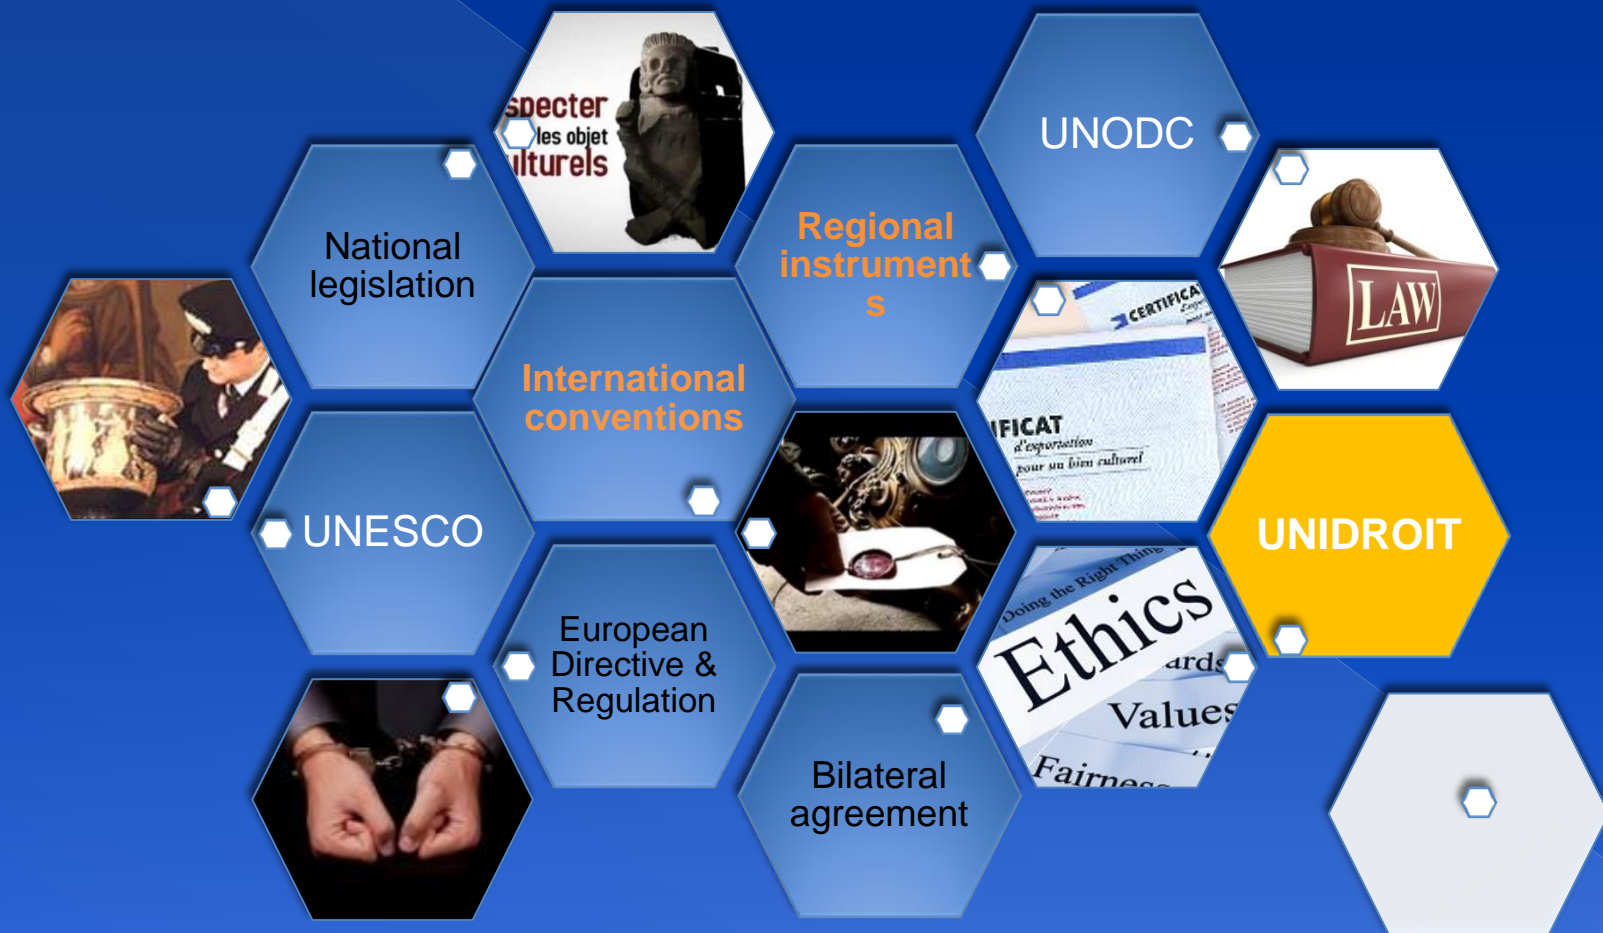 specter
les objet
ulturels
UNODC
National
legislation
Regional
instrument
s
LAW
CERTIFICA
International
conventions
IFICAT
d'exportation
pour un bien culturel
UNESCO
UNIDROIT
Doing the Right Thing
Ethics
ards
Values
Fairness
European
Directive &
Regulation
Bilateral
agreement